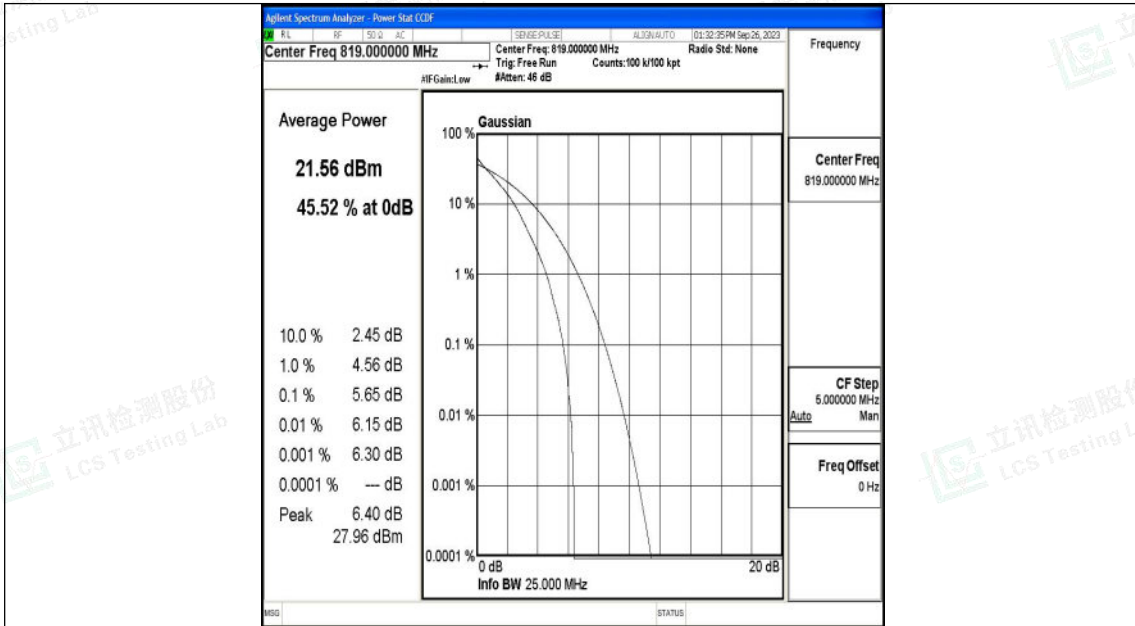 Agilent Spectrum Analyzer - Power Stat CCDF
RL RF 50 Ω AC SENSE:PULSE ALIGNAUTO 01:32:35PM Sep 26, 2023
Center Freq 819.000000 MHz
Center Freq: 819.000000 MHz Radio Std: None
Trig: Free Run Counts:100 k/100 kpt
#IFGain:Low #Atten: 46 dB
Frequency
Average Power
21.56 dBm
45.52 % at 0dB
10.0 % 2.45 dB
1.0 % 4.56 dB
0.1 % 5.65 dB
0.01 % 6.15 dB
0.001 % 6.30 dB
0.0001 % --- dB
Peak 6.40 dB
27.96 dBm
Gaussian
100 %
10 %
1 %
0.1 %
0.01 %
0.001 %
0.0001 %
0 dB 20 dB
Info BW 25.000 MHz
Center Freq
819.000000 MHz
CF Step
5.000000 MHz
Auto Man
Freq Offset
0 Hz
MSG STATUS
立讯检测股份
LCS Testing Lab
立讯检测股份
LCS Testing L
sting Lab